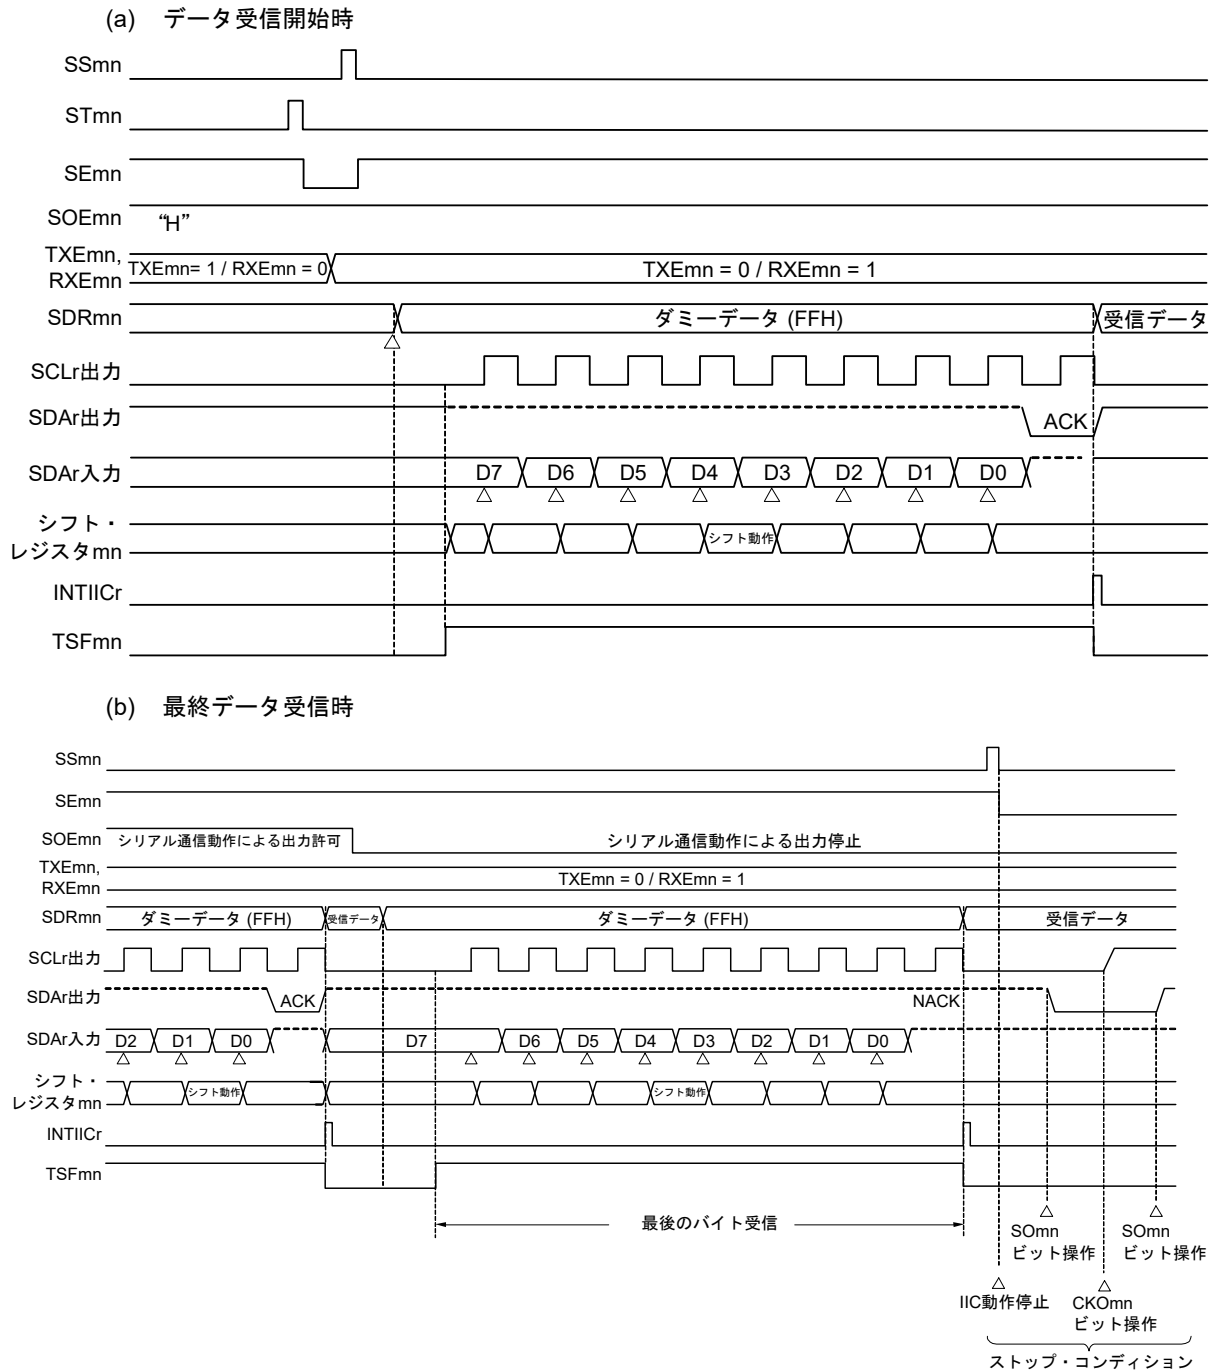 (a) データ受信開始時
SSmn
STmn
SEmn
SOEmn “H”
TXEmn,
RXEmn TXEmn= 1 / RXEmn = 0 TXEmn = 0 / RXEmn = 1
SDRmn ダミーデータ (FFH) 受信データ
SCLr出力
SDAr出力 ACK
SDAr入力 D7 D6 D5 D4 D3 D2 D1 D0
シフト・
レジスタmn シフト動作
INTIICr
TSFmn
(b) 最終データ受信時
SSmn
SEmn
SOEmn シリアル通信動作による出力許可 シリアル通信動作による出力停止
TXEmn,
RXEmn TXEmn = 0 / RXEmn = 1
SDRmn ダミーデータ (FFH) 受信データ ダミーデータ (FFH) 受信データ
SCLr出力
SDAr出力 ACK NACK
SDAr入力 D2 D1 D0 D7 D6 D5 D4 D3 D2 D1 D0
シフト・
レジスタmn シフト動作 シフト動作
INTIICr
TSFmn
最後のバイト受信
SOmn
ビット操作
SOmn
ビット操作
IIC動作停止
CKOmn
ビット操作
ストップ・コンディション